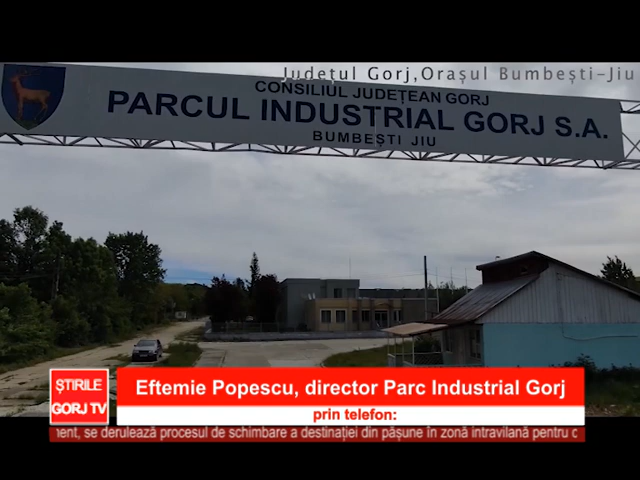 Județul Gorj,Orașul Bumbești-Jiu
CONSILIUL JUDEȚEAN GORJ
PARCUL INDUSTRIAL GORJ S.A.
BUMBEȘTI JIU
ȘTIRILE
GORJ TV
Eftemie Popescu, director Parc Industrial Gorj
prin telefon:
ment, se derulează procesul de schimbare a destinației din pășune în zonă intravilană pentru c